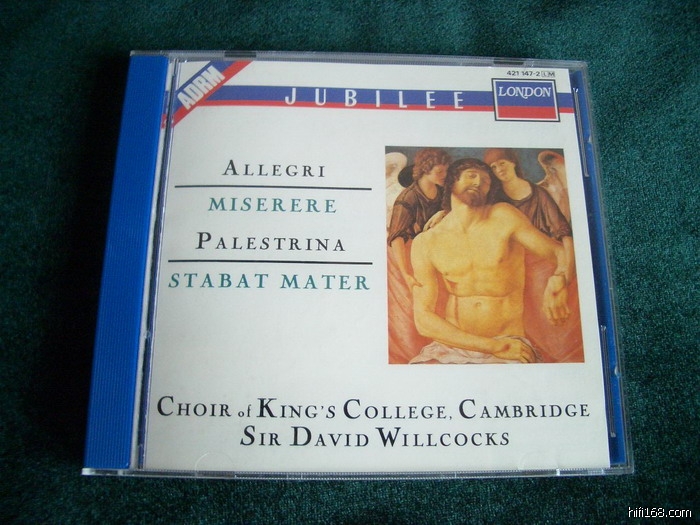 421 147-2 LM
ADRM
JUBILEE
LONDON
ALLEGRI
MISERERE
PALESTRINA
STABAT MATER
CHOIR of KING'S COLLEGE, CAMBRIDGE
SIR DAVID WILLCOCKS
hifi168.com